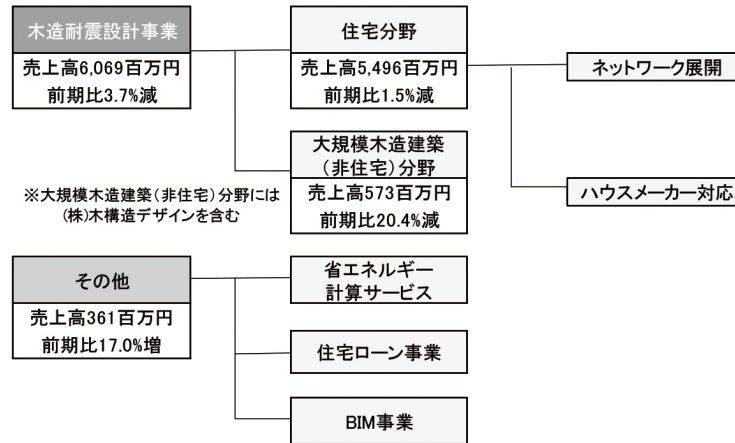 木造耐震設計事業
売上高6,069百万円
前期比3.7%減
住宅分野
売上高5,496百万円
前期比1.5%減
ネットワーク展開
ハウスメーカー対応
大規模木造建築
(非住宅)分野
売上高573百万円
前期比20.4%減
※大規模木造建築(非住宅)分野には
(株)木構造デザインを含む
その他
売上高361百万円
前期比17.0%増
省エネルギー
計算サービス
住宅ローン事業
BIM事業